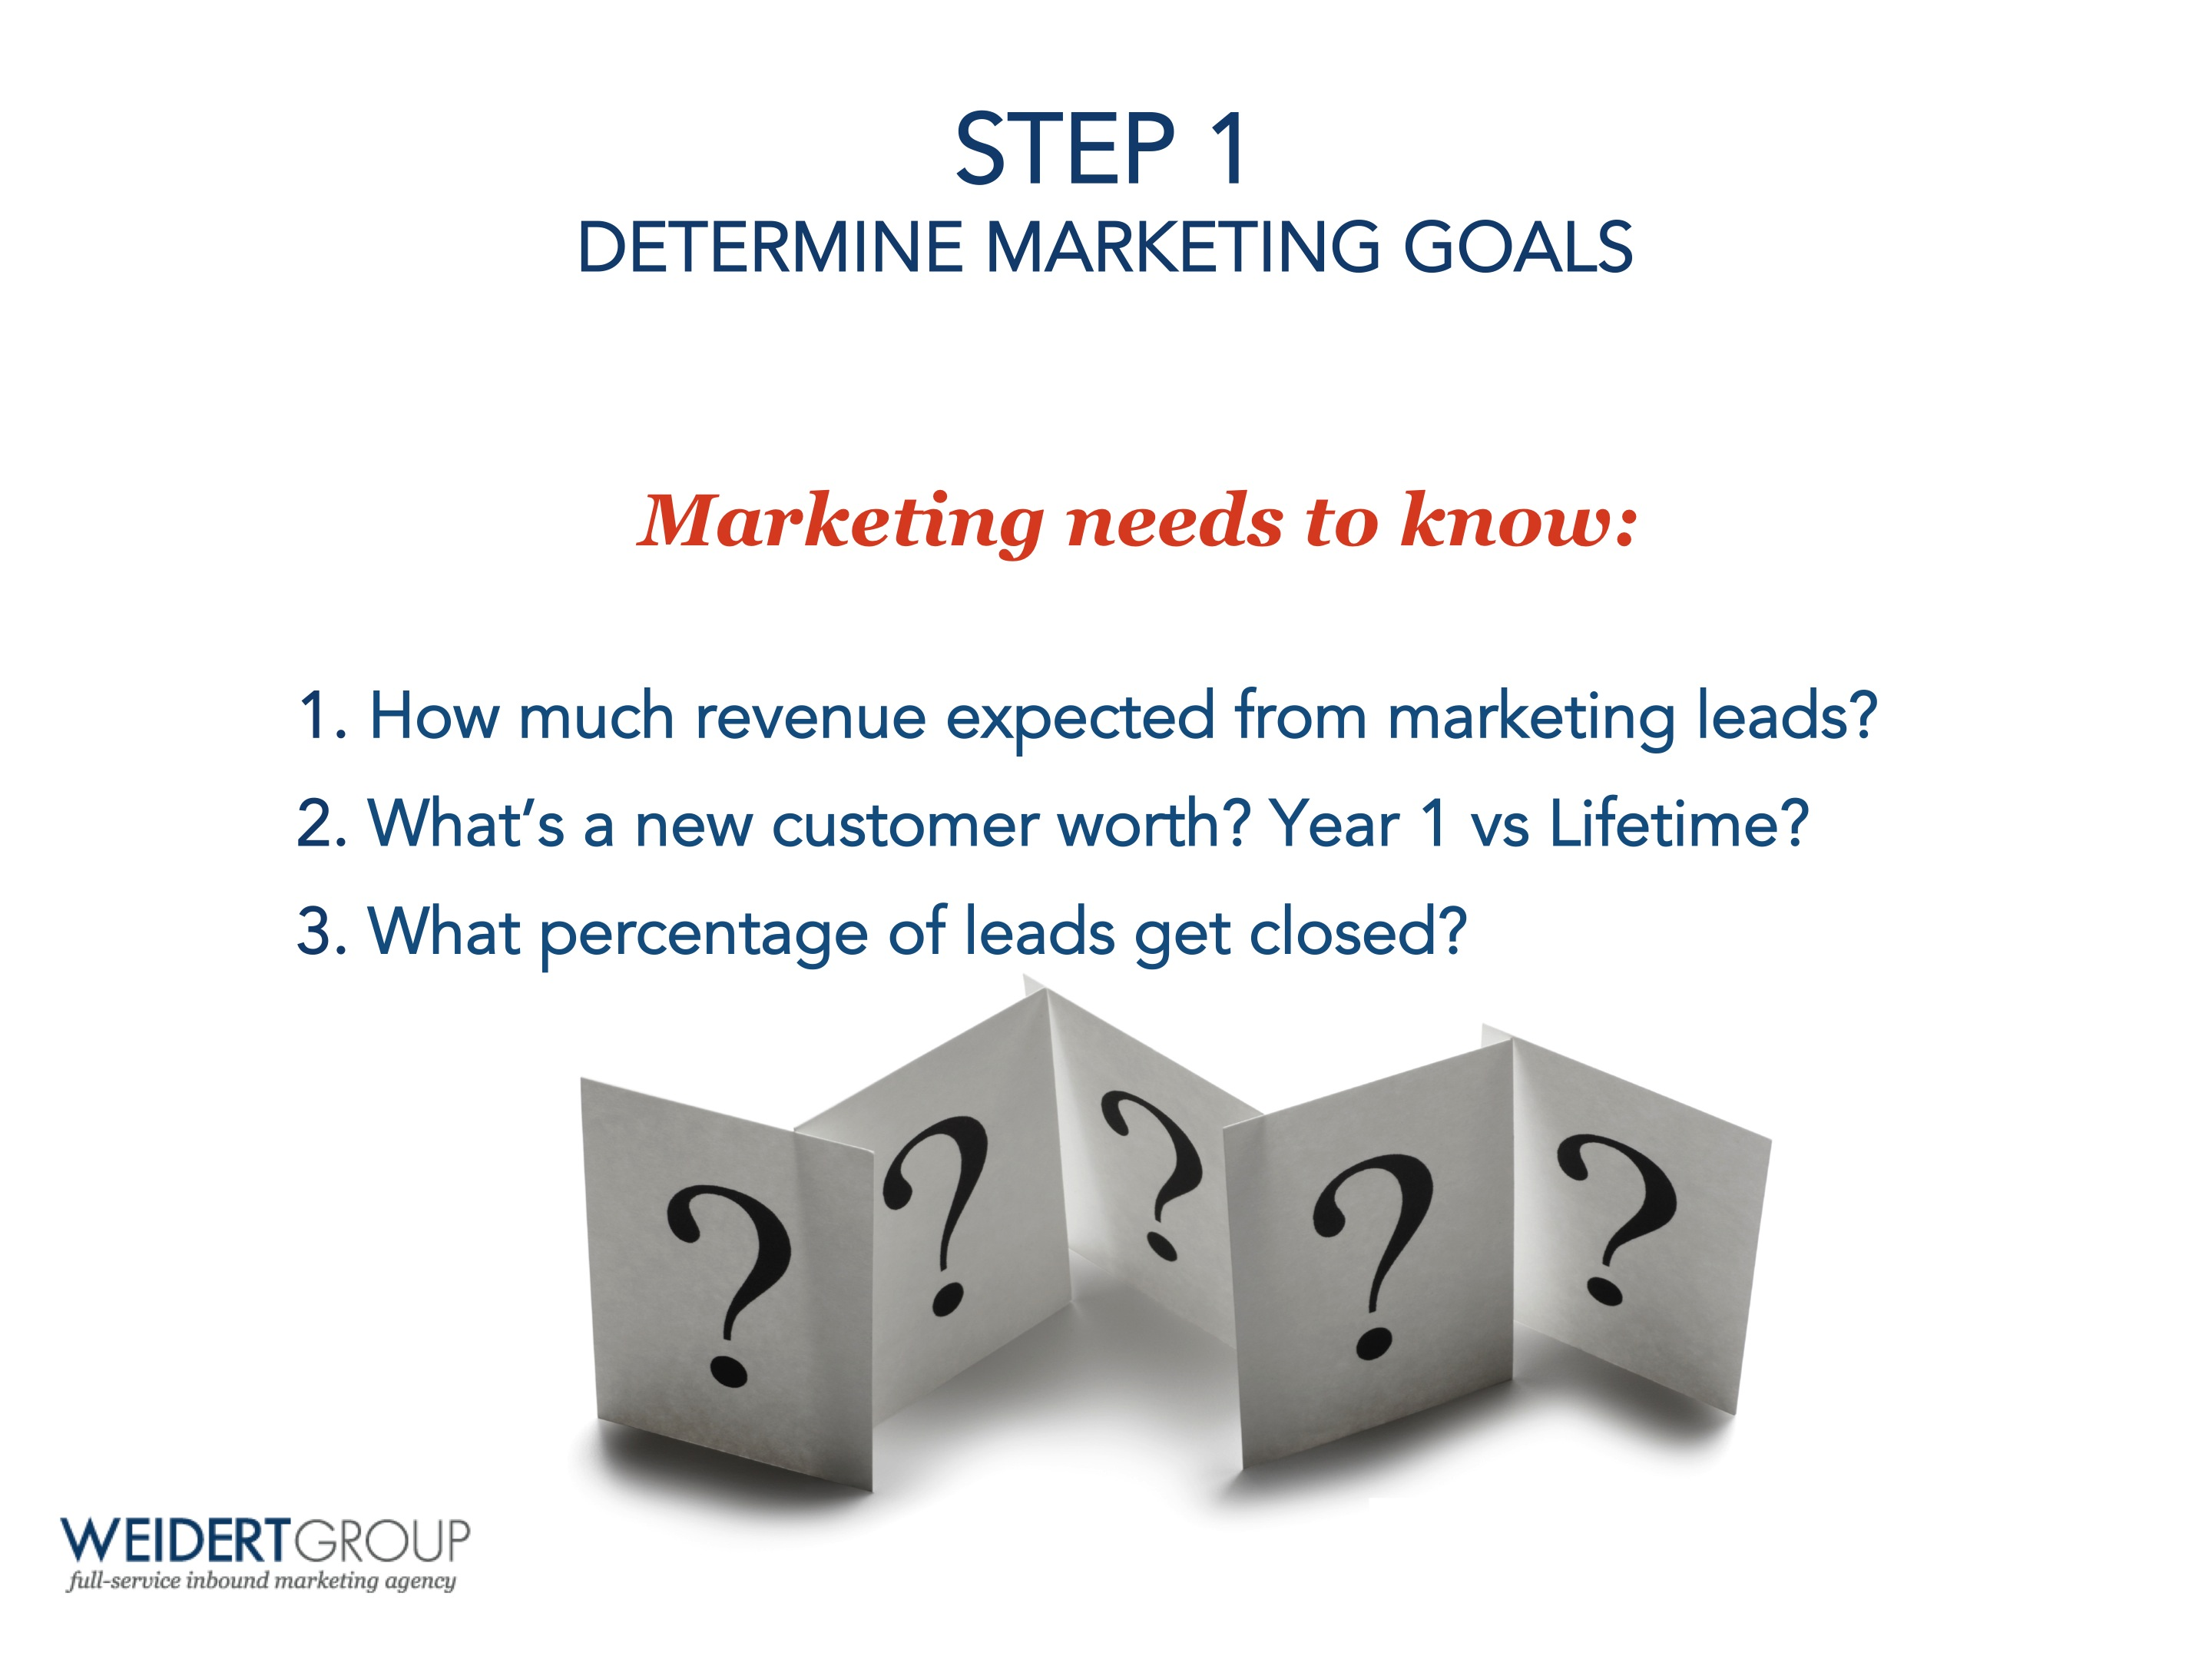 STEP 1
DETERMINE MARKETING GOALS
Marketing needs to know:
1. How much revenue expected from marketing leads?
2. What’s a new customer worth? Year 1 vs Lifetime?
3. What percentage of leads get closed?
? ? ? ? ?
WEIDERTGROUP
full-service inbound marketing agency